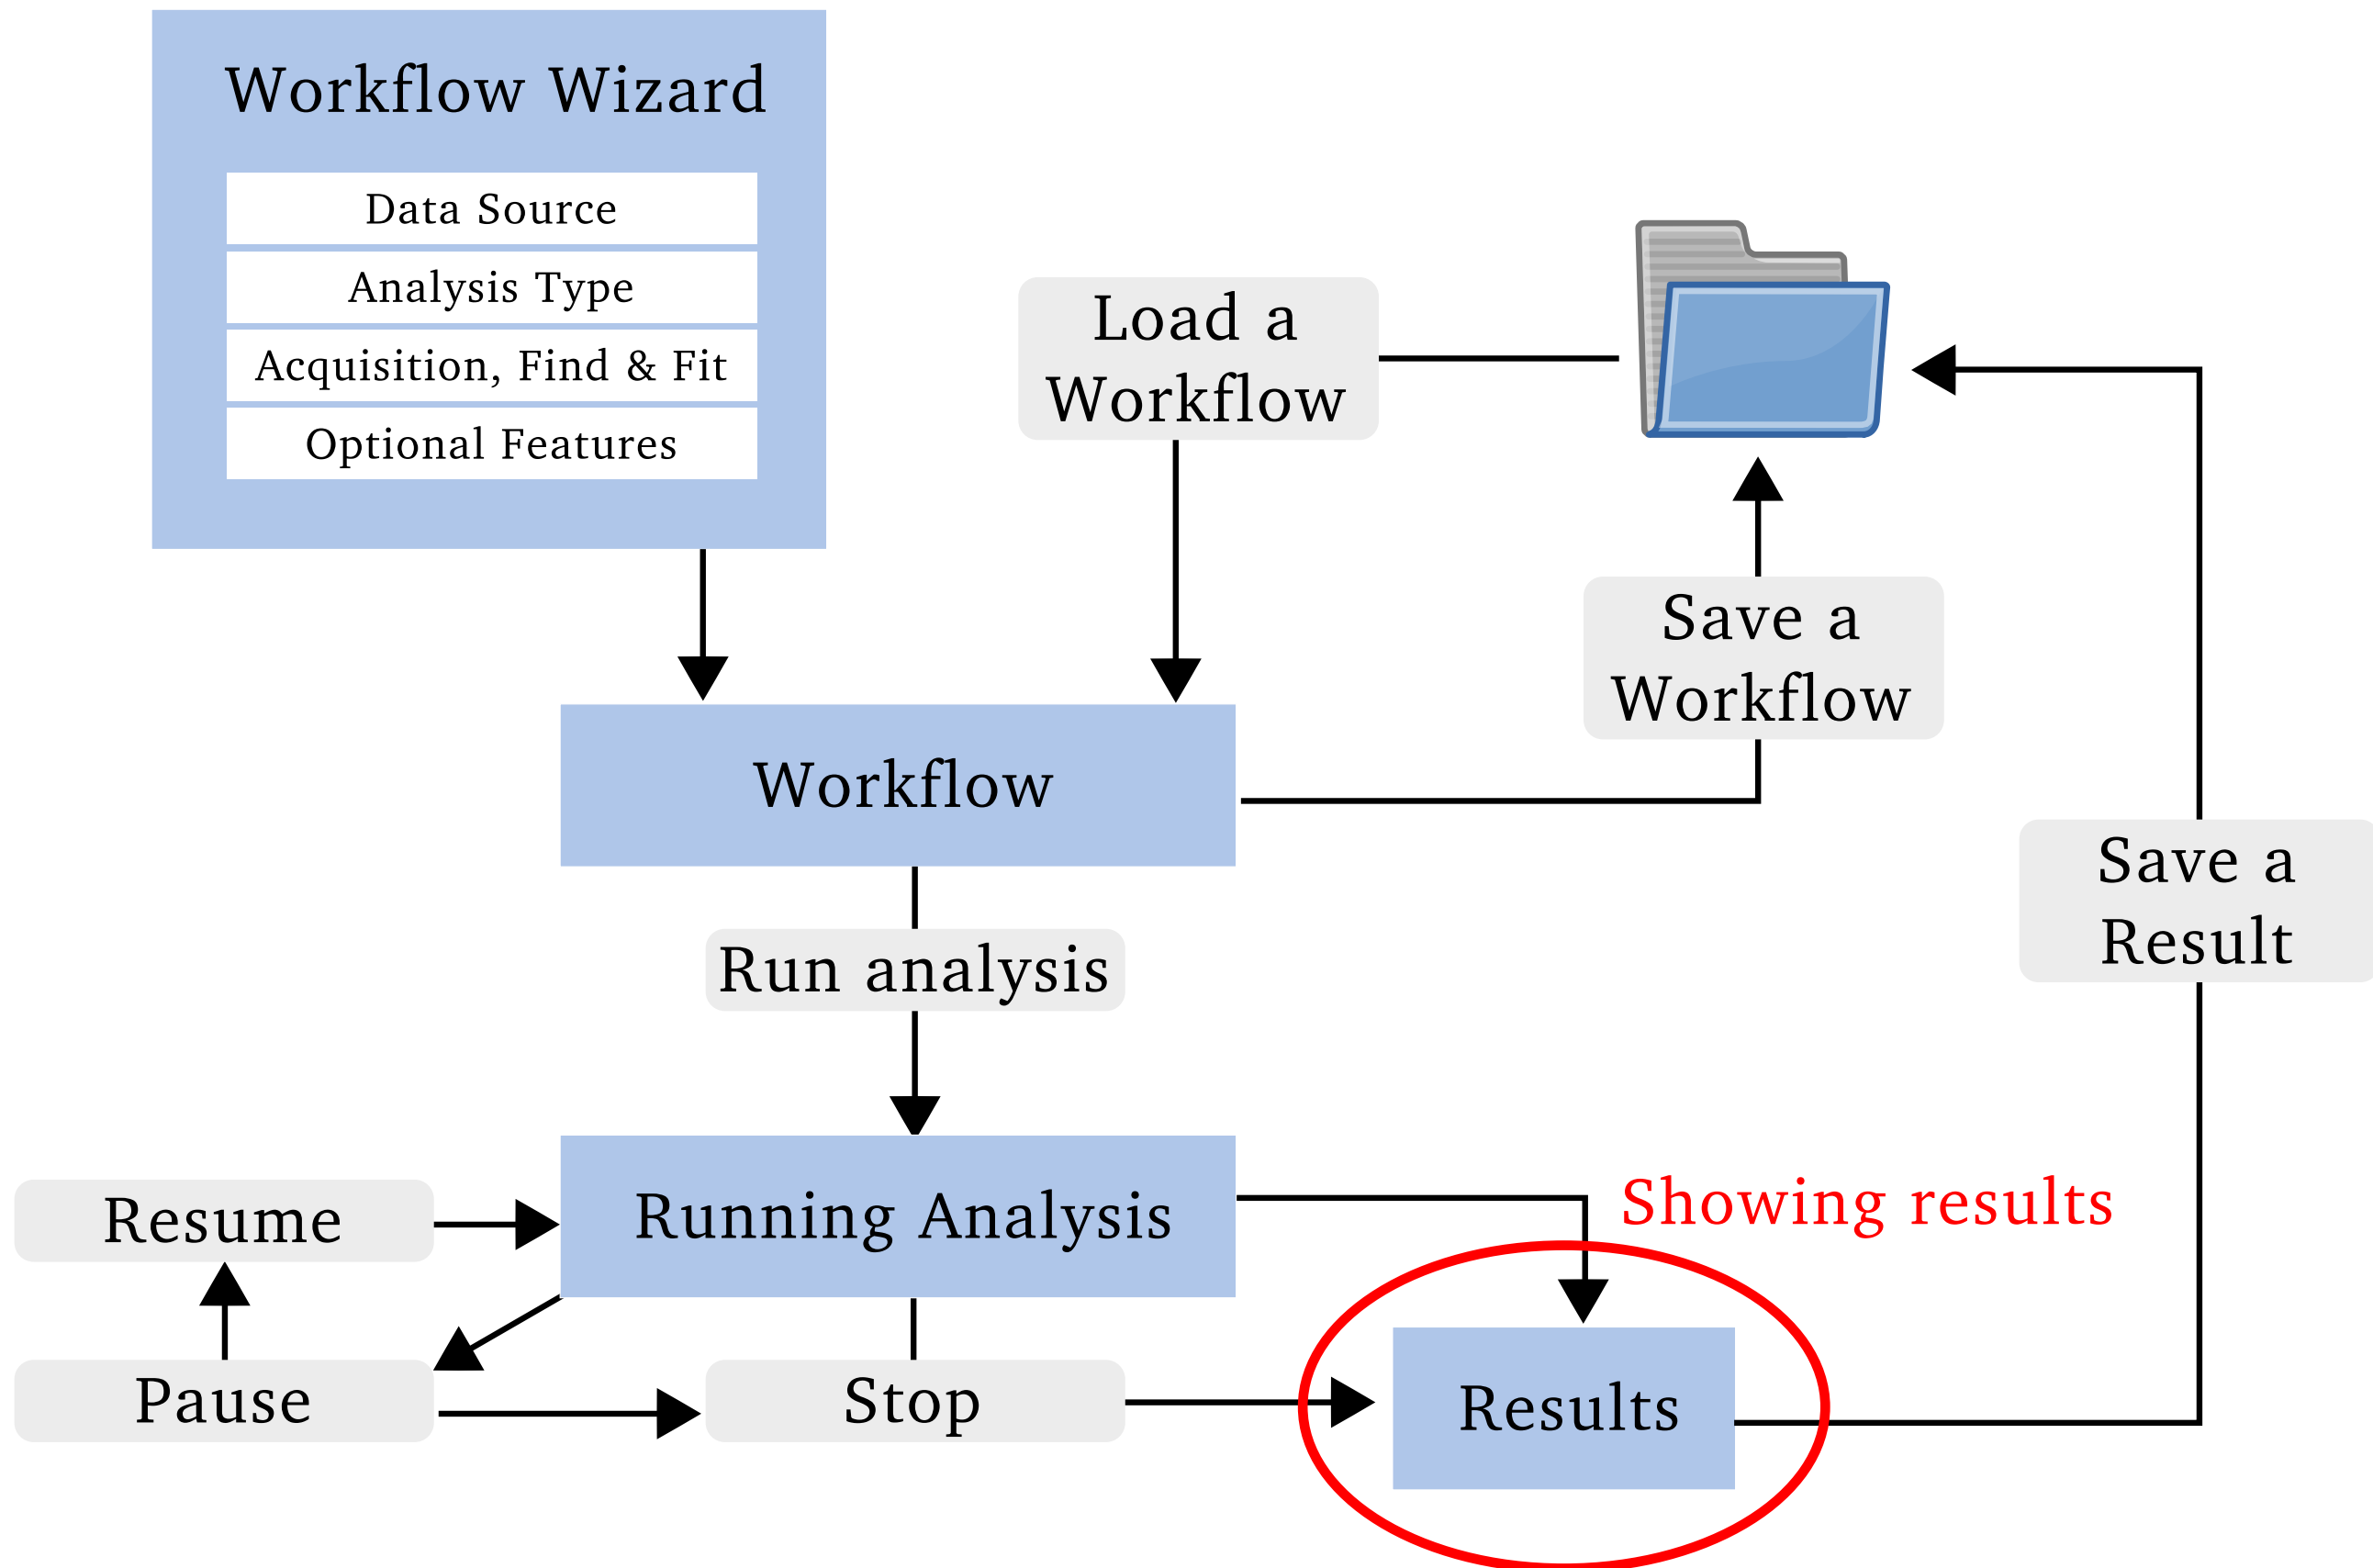 Workflow Wizard
Data Source
Analysis Type
Acquisition, Find & Fit
Optional Features
Load a
Workflow
Save a
Workflow
Workflow
Save a
Result
Run analysis
Showing results
Resume
Running Analysis
Pause
Stop
Results